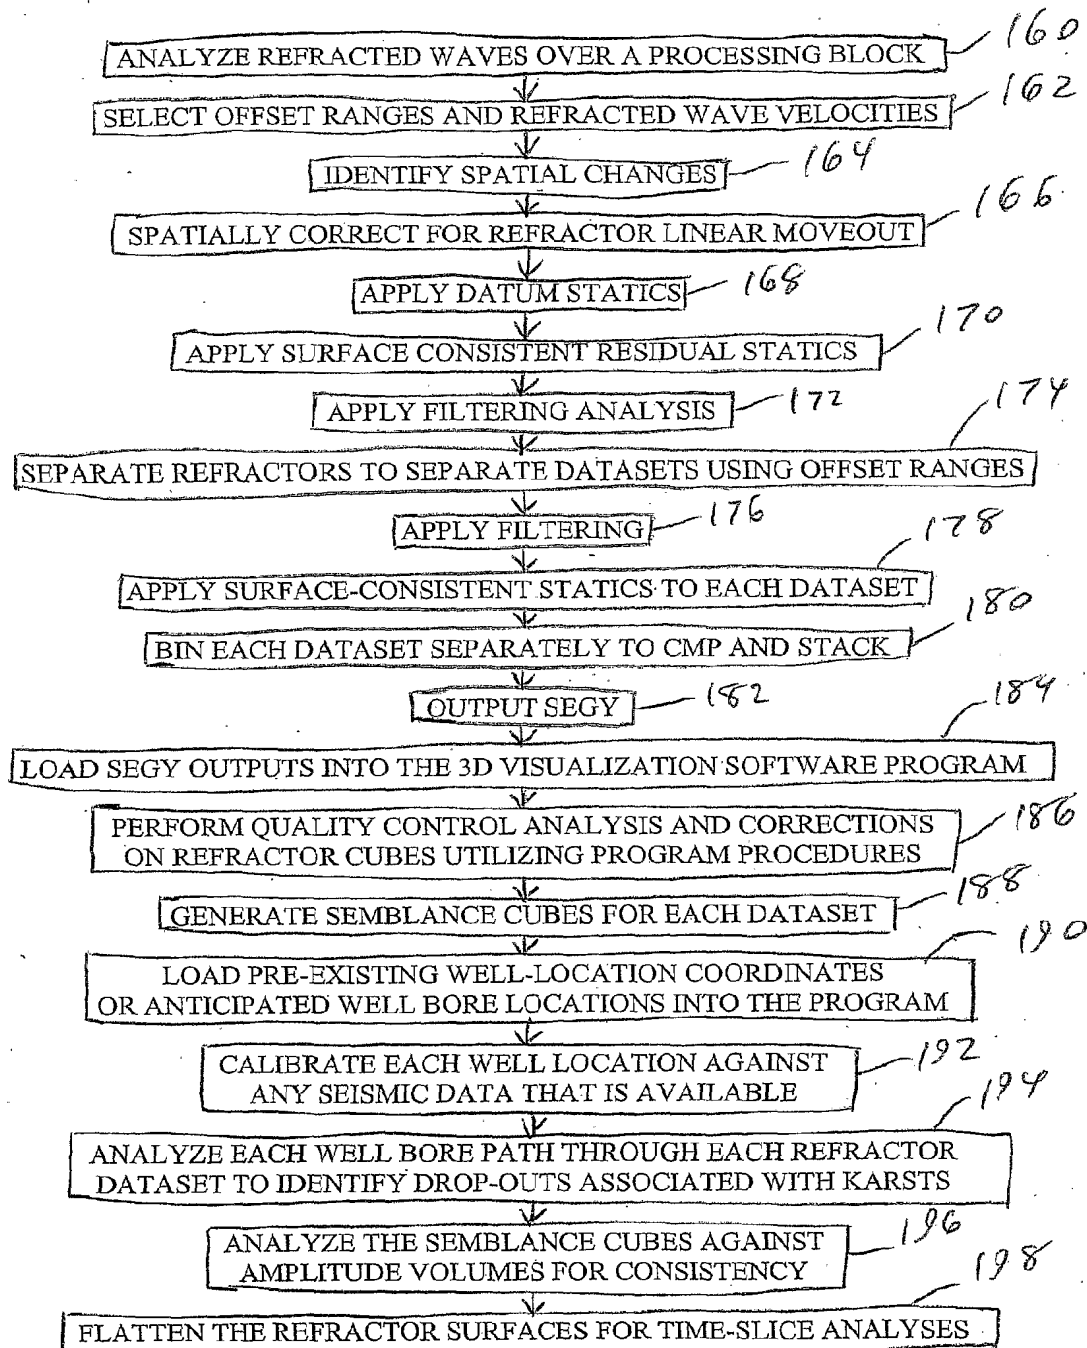 ANALYZE REFRACTED WAVES OVER A PROCESSING BLOCK 160
SELECT OFFSET RANGES AND REFRACTED WAVE VELOCITIES 162
IDENTIFY SPATIAL CHANGES 164
SPATIALLY CORRECT FOR REFRACTOR LINEAR MOVEOUT 166
APPLY DATUM STATICS 168
APPLY SURFACE CONSISTENT RESIDUAL STATICS 170
APPLY FILTERING ANALYSIS 172
SEPARATE REFRACTORS TO SEPARATE DATASETS USING OFFSET RANGES 174
APPLY FILTERING 176
APPLY SURFACE-CONSISTENT STATICS TO EACH DATASET 178
BIN EACH DATASET SEPARATELY TO CMP AND STACK 180
OUTPUT SEGY 182
LOAD SEGY OUTPUTS INTO THE 3D VISUALIZATION SOFTWARE PROGRAM 184
PERFORM QUALITY CONTROL ANALYSIS AND CORRECTIONS 186
ON REFRACTOR CUBES UTILIZING PROGRAM PROCEDURES
GENERATE SEMBLANCE CUBES FOR EACH DATASET 188
LOAD PRE-EXISTING WELL-LOCATION COORDINATES 190
OR ANTICIPATED WELL BORE LOCATIONS INTO THE PROGRAM
CALIBRATE EACH WELL LOCATION AGAINST 192
ANY SEISMIC DATA THAT IS AVAILABLE
ANALYZE EACH WELL BORE PATH THROUGH EACH REFRACTOR 194
DATASET TO IDENTIFY DROP-OUTS ASSOCIATED WITH KARSTS
ANALYZE THE SEMBLANCE CUBES AGAINST 196
AMPLITUDE VOLUMES FOR CONSISTENCY
FLATTEN THE REFRACTOR SURFACES FOR TIME-SLICE ANALYSES 198